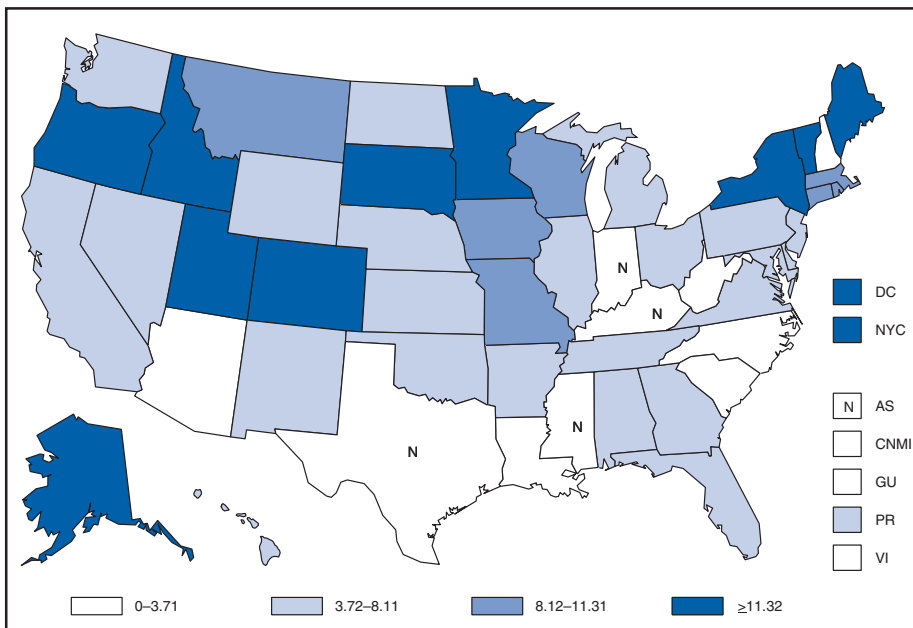 DC
NYC
N
N
N AS
N
CNMI
N
GU
PR
VI
0–3.71
3.72–8.11
8.12–11.31
≥11.32